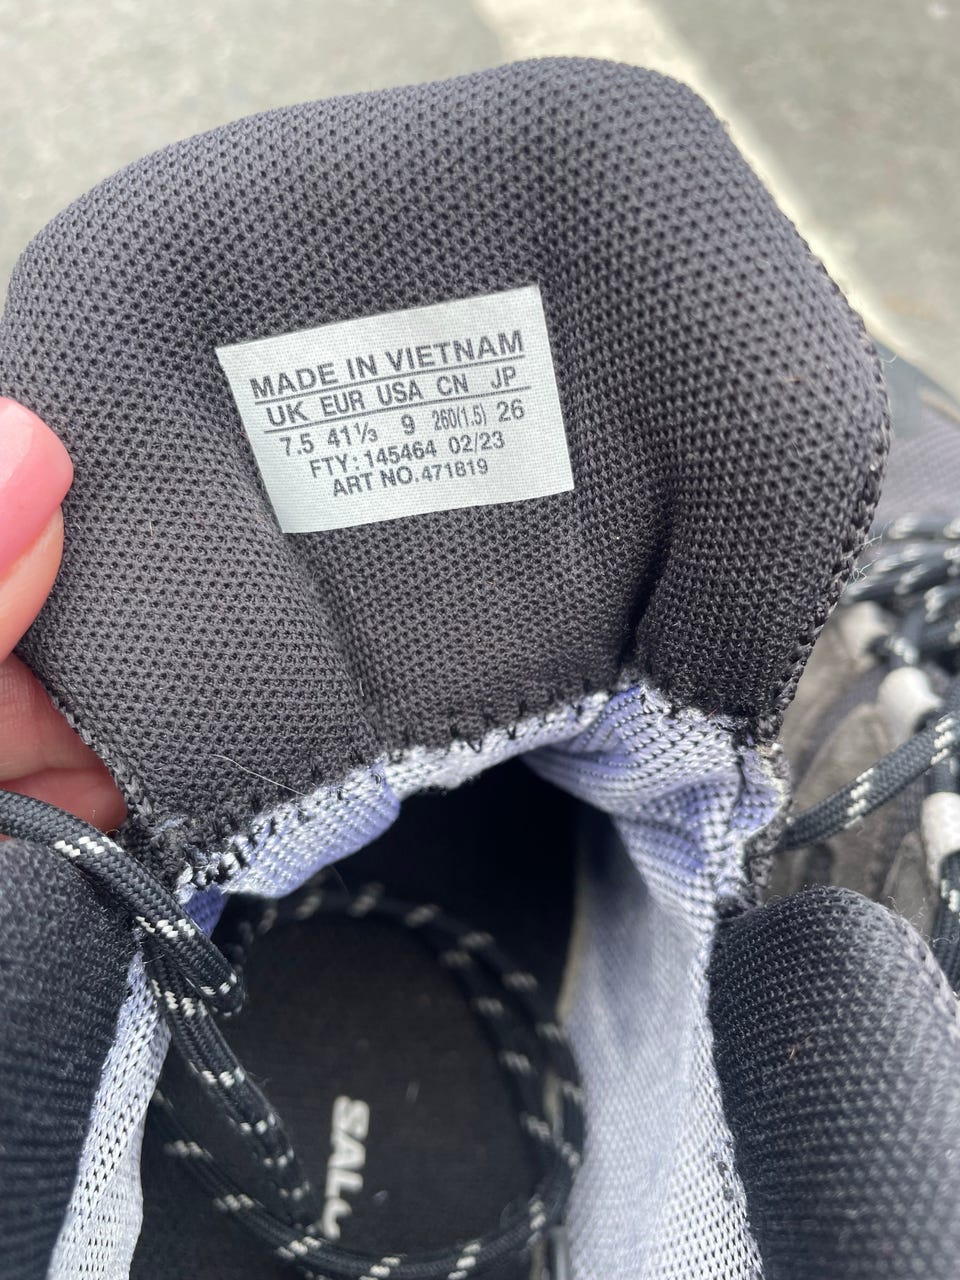 MADE IN VIETNAM
UK EUR USA CN JP
7.5 41⅓ 9 260(1.5) 26
FTY: 145464 02/23
ART NO. 471819